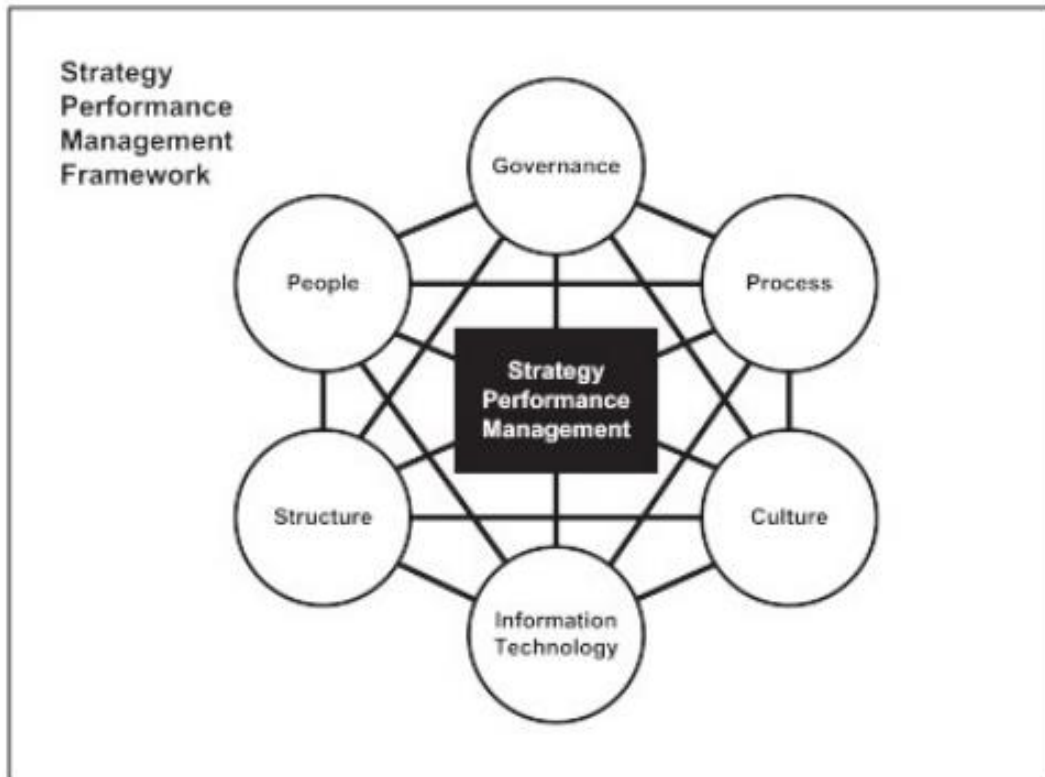 Strategy
Performance
Management
Framework
Governance
People
Process
Strategy
Performance
Management
Structure
Culture
Information
Technology